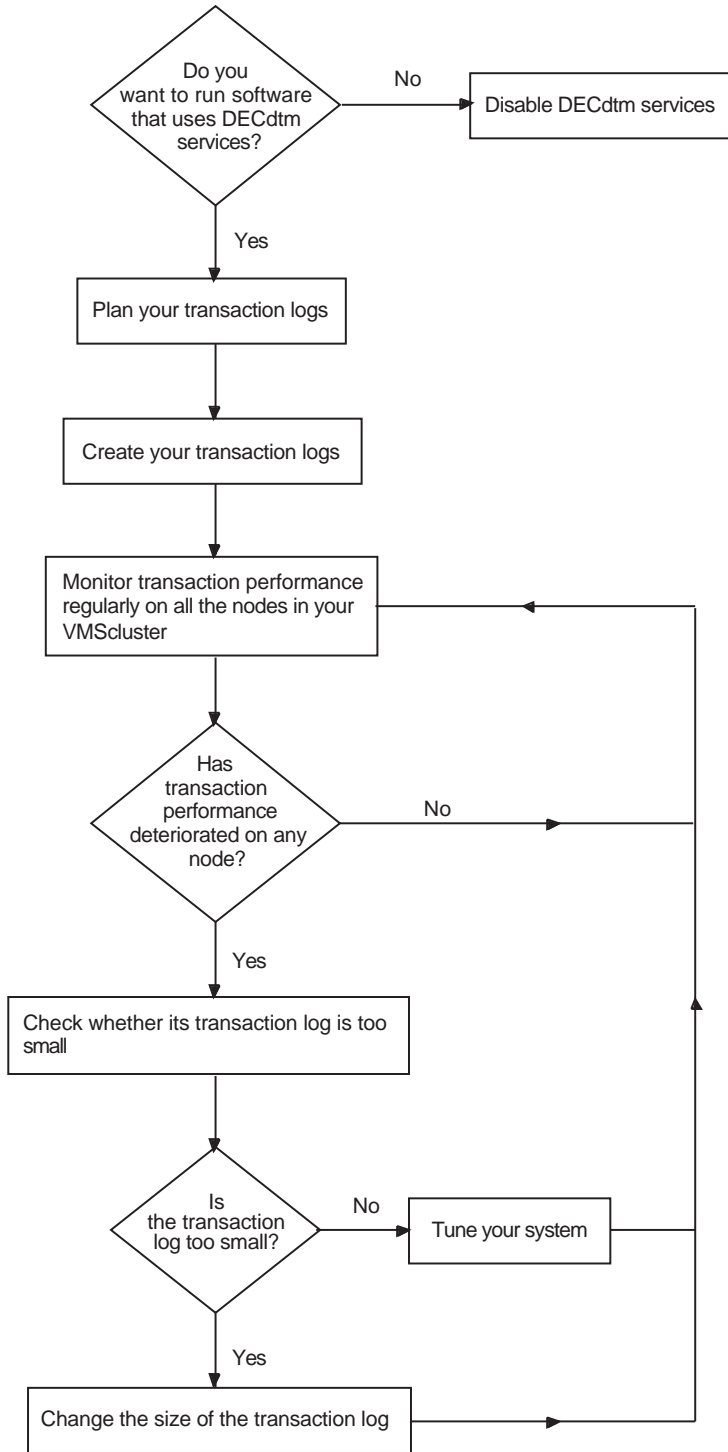 Do you
want to run software
that uses DECdtm
services?
No
Disable DECdtm services
Yes
Plan your transaction logs
Create your transaction logs
Monitor transaction performance
regularly on all the nodes in your
VMScluster
Has
transaction
performance
deteriorated on any
node?
No
Yes
Check whether its transaction log is too
small
Is
the transaction
log too small?
No
Tune your system
Yes
Change the size of the transaction log